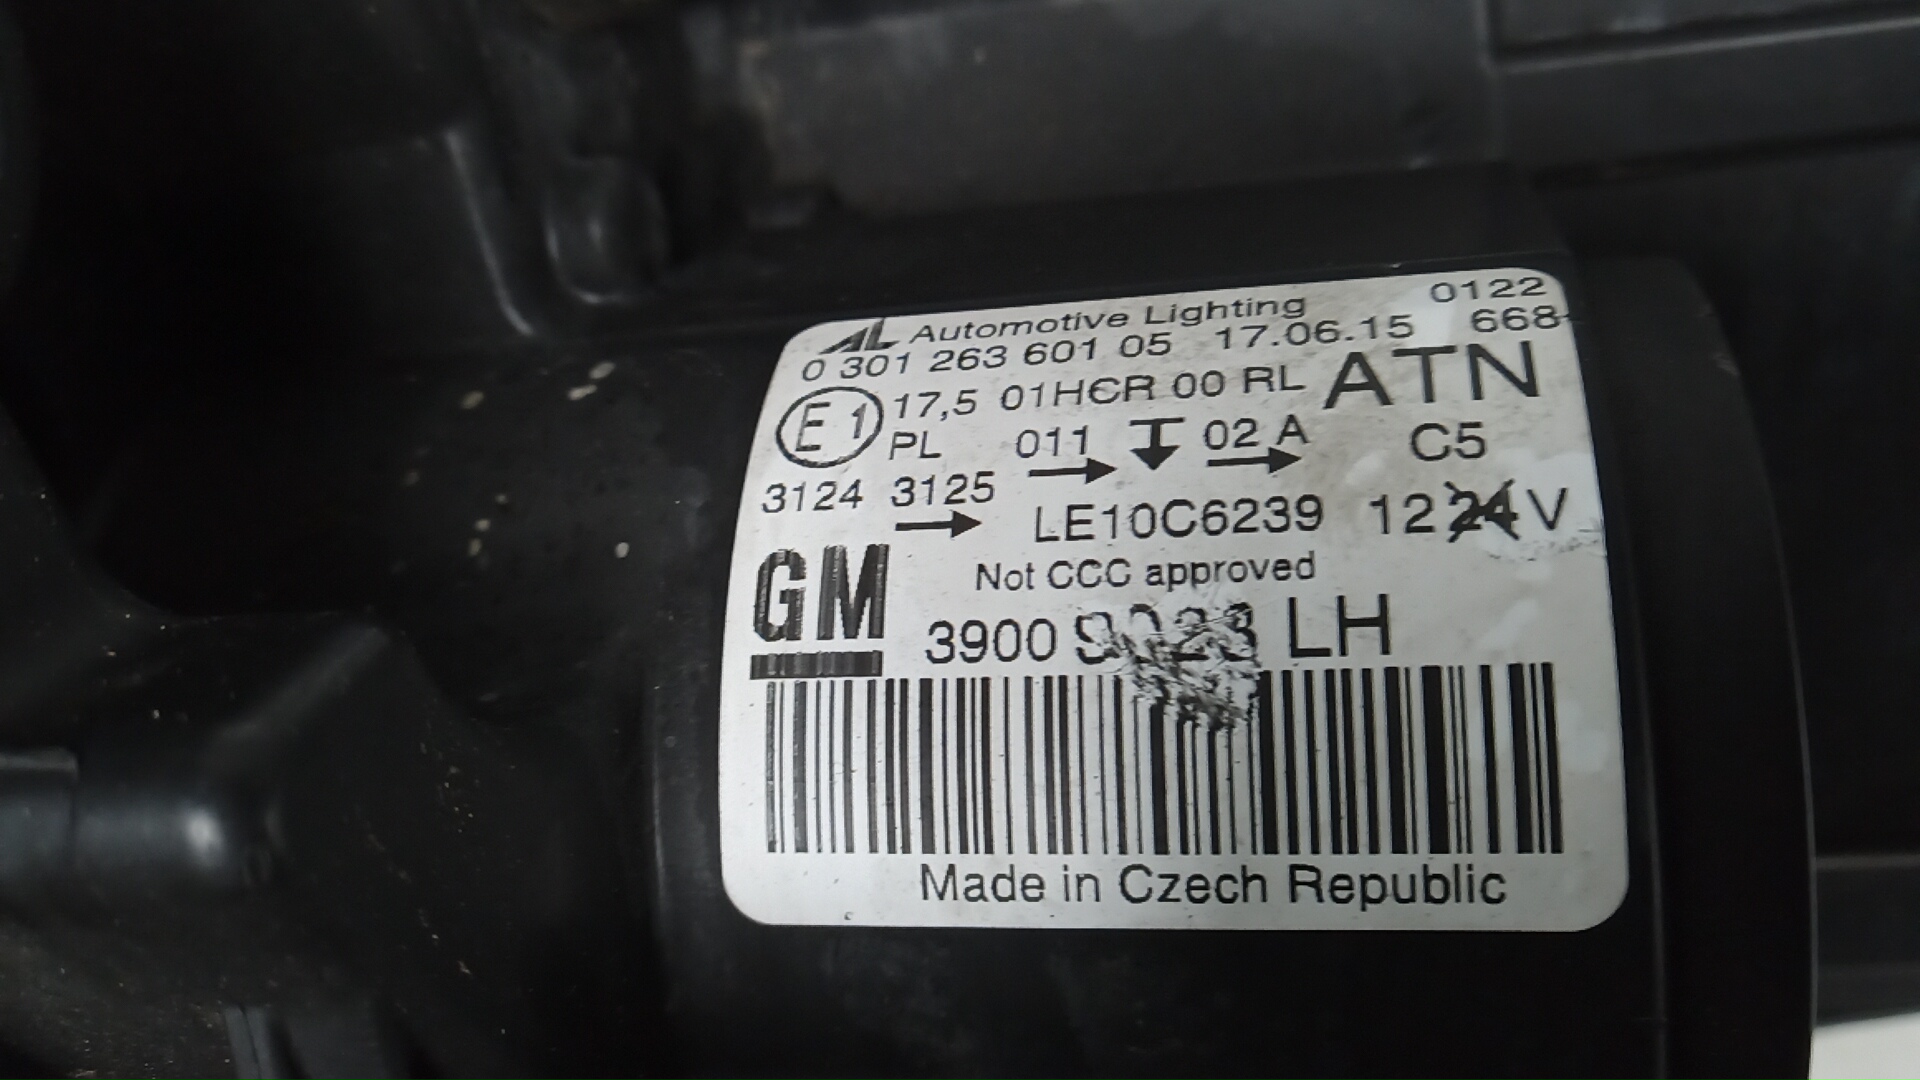 AL Automotive Lighting 0122
0 301 263 601 05 17.06.15 668
E1 17,5 01HCR 00 RL ATN
PL 011 02 A C5
3124 3125
LE10C6239 12 24 V
GM Not CCC approved
3900 LH
Made in Czech Republic